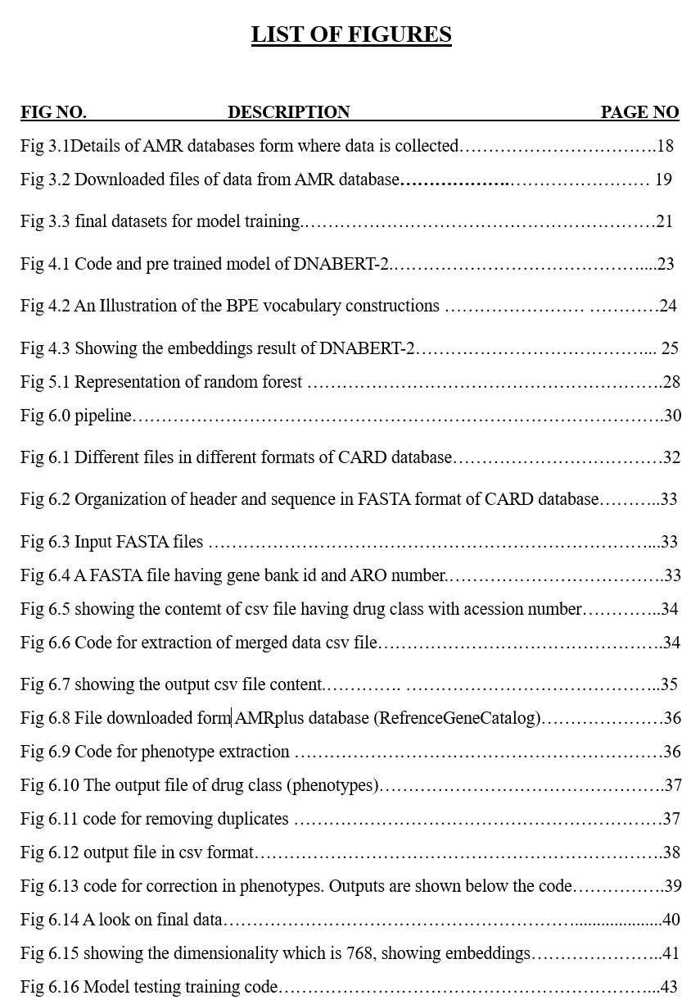 LIST OF FIGURES
FIG NO. DESCRIPTION PAGE NO
Fig 3.1Details of AMR databases form where data is collected……………………………….18
Fig 3.2 Downloaded files of data from AMR database……………….…………………… 19
Fig 3.3 final datasets for model training.………………………………………………………21
Fig 4.1 Code and pre trained model of DNABERT-2.……………………………………....23
Fig 4.2 An Illustration of the BPE vocabulary constructions ………………… …………24
Fig 4.3 Showing the embeddings result of DNABERT-2…………………………………... 25
Fig 5.1 Representation of random forest …………………………………………………….28
Fig 6.0 pipeline……………………………………………………………………………….30
Fig 6.1 Different files in different formats of CARD database………………………………32
Fig 6.2 Organization of header and sequence in FASTA format of CARD database………..33
Fig 6.3 Input FASTA files …………………………………………………………………...33
Fig 6.4 A FASTA file having gene bank id and ARO number.……………………………….33
Fig 6.5 showing the contemt of csv file having drug class with acession number…………..34
Fig 6.6 Code for extraction of merged data csv file………………………………………….34
Fig 6.7 showing the output csv file content.………… ……………………………………..35
Fig 6.8 File downloaded form AMRplus database (RefrenceGeneCatalog)…………………36
Fig 6.9 Code for phenotype extraction ………………………………………………………36
Fig 6.10 The output file of drug class (phenotypes)………………………………………….37
Fig 6.11 code for removing duplicates ………………………………………………………37
Fig 6.12 output file in csv format…………………………………………………………….38
Fig 6.13 code for correction in phenotypes. Outputs are shown below the code…………….39
Fig 6.14 A look on final data……………………………………………………....................40
Fig 6.15 showing the dimensionality which is 768, showing embeddings…………………..41
Fig 6.16 Model testing training code………………………………………………………...43